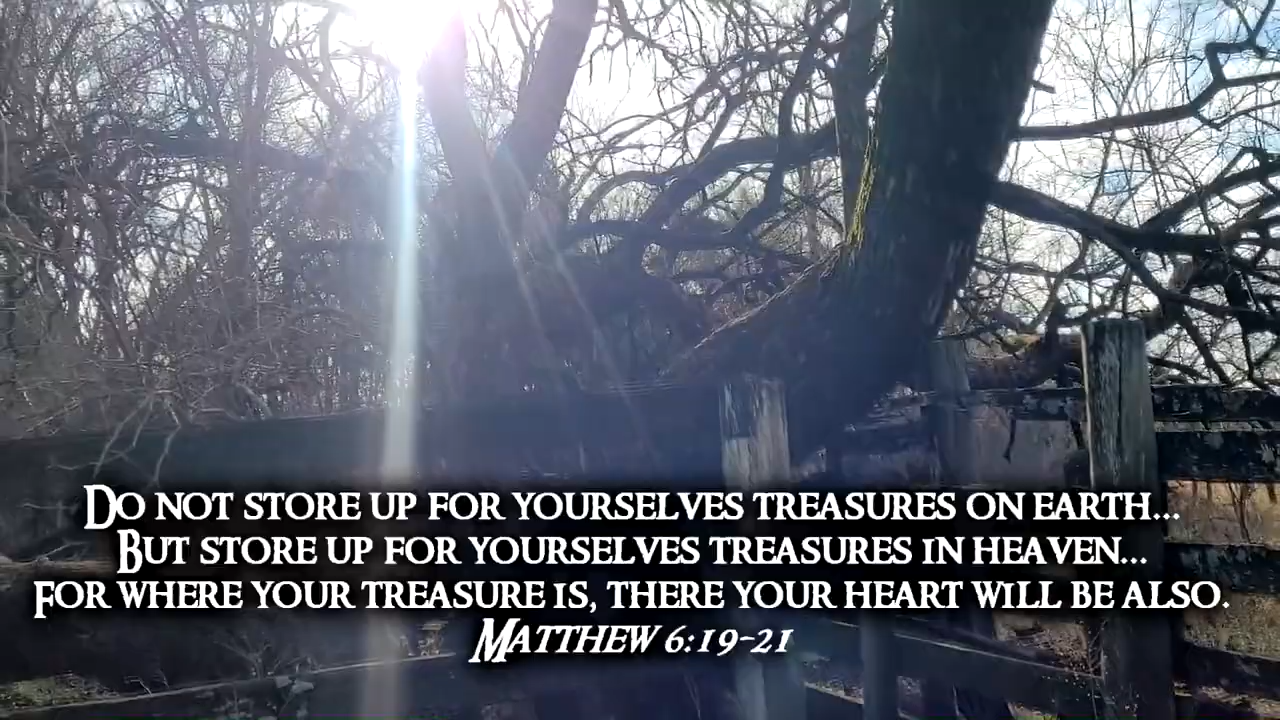 Do not store up for yourselves treasures on earth...
But store up for yourselves treasures in heaven...
for where your treasure is, there your heart will be also.
Matthew 6:19-21